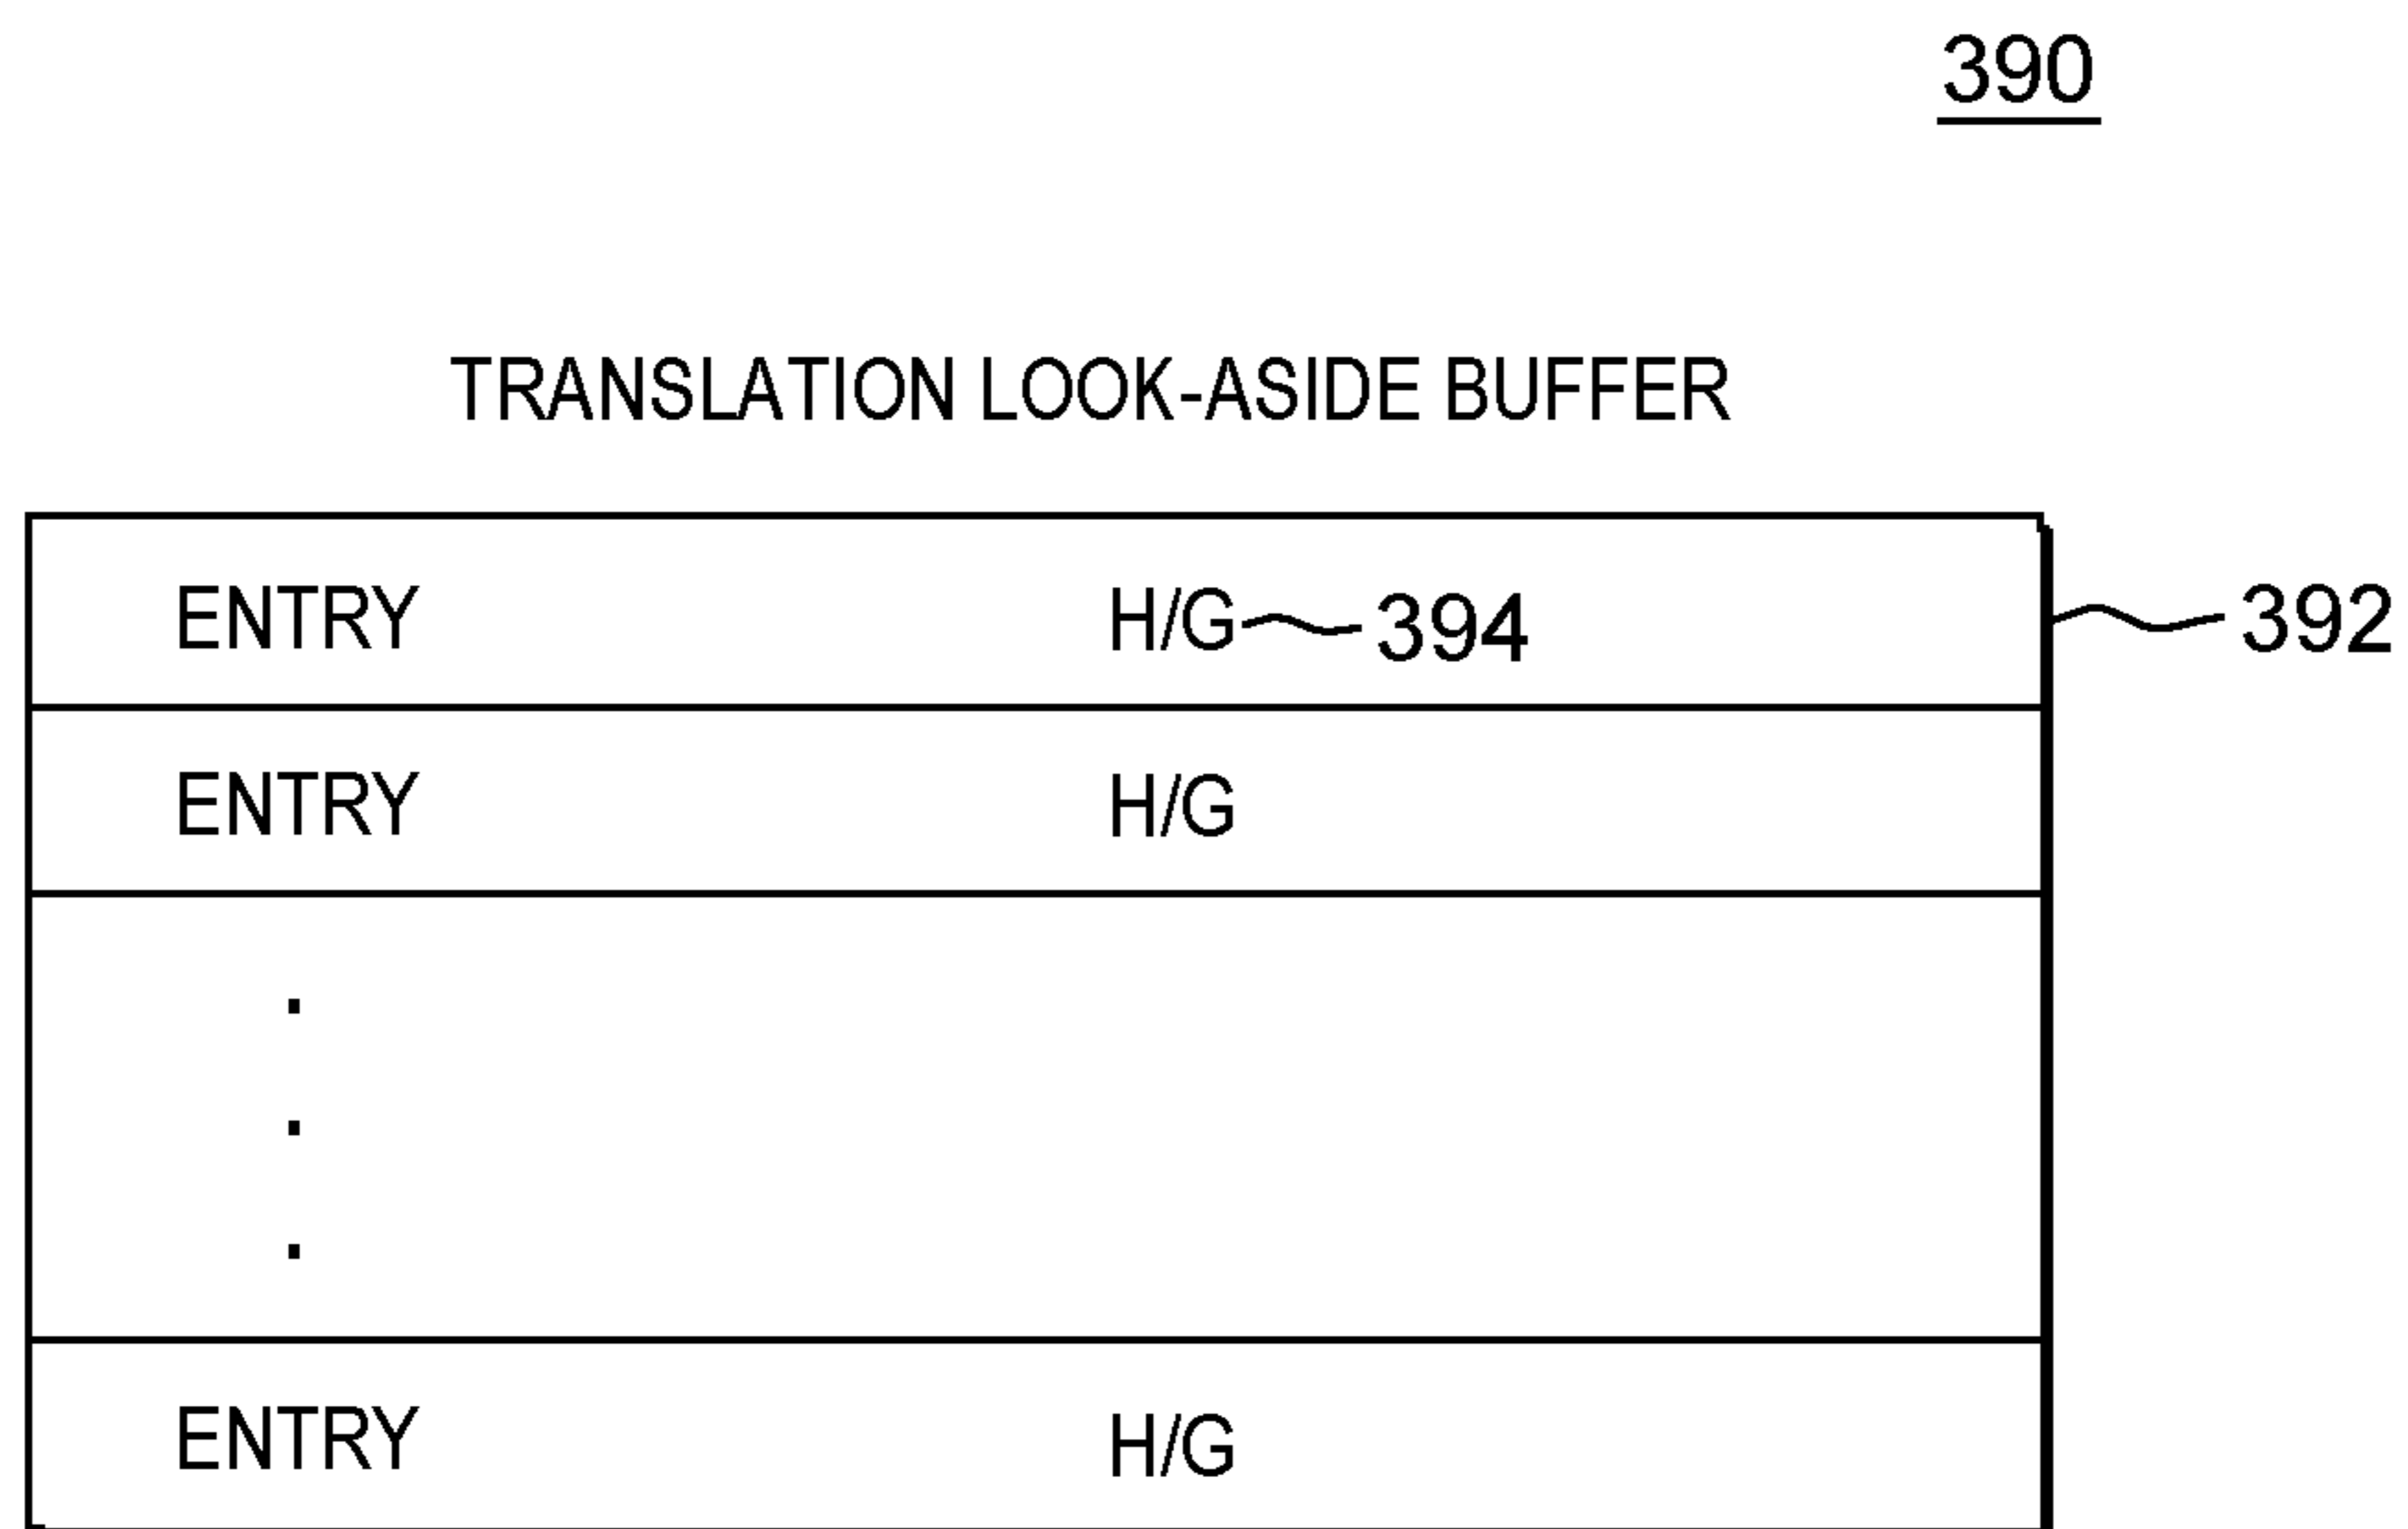 390
TRANSLATION LOOK-ASIDE BUFFER
ENTRY H/G 394 392
ENTRY H/G
.
.
.
ENTRY H/G